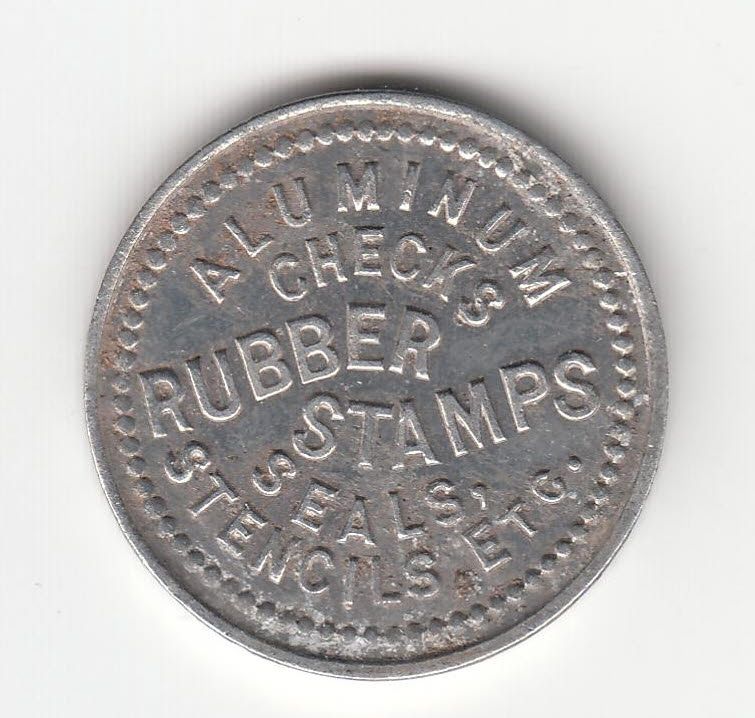 ALUMINUM
CHECKS
RUBBER
STAMPS
SEALS,
STENCILS ETC.